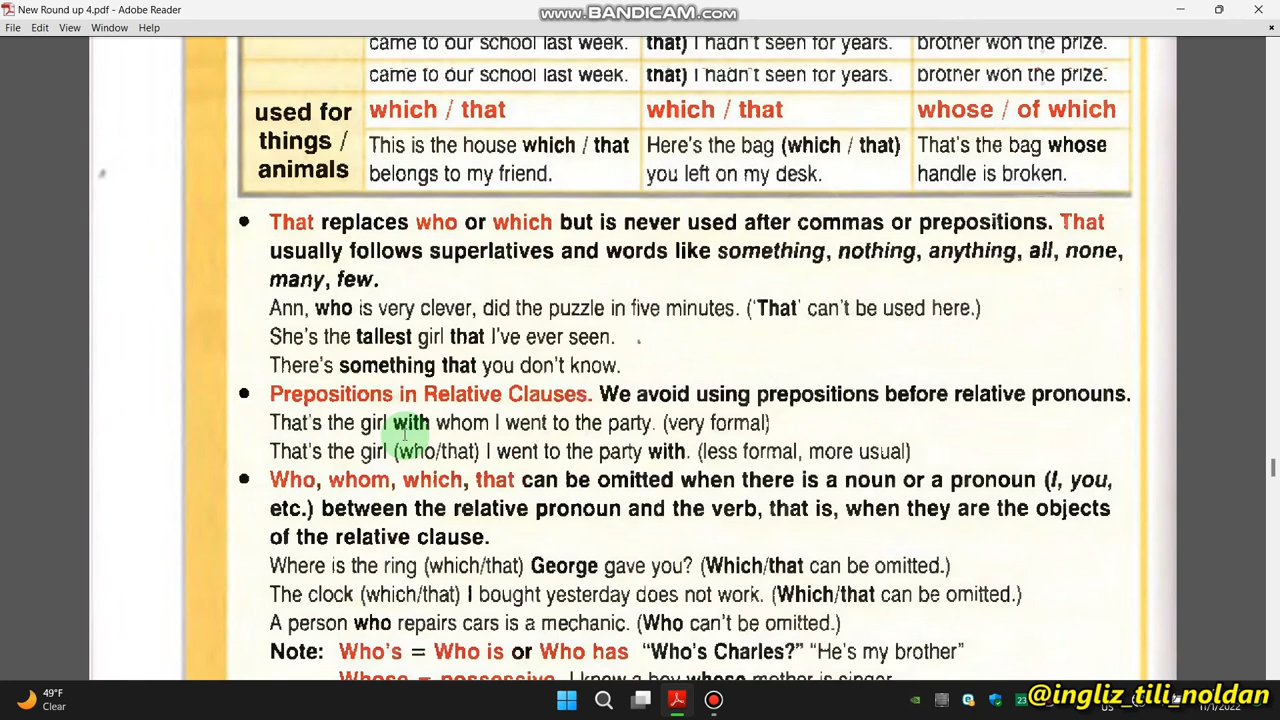 New Round up 4.pdf - Adobe Reader
www.BANDICAM.com
File Edit View Window Help
came to our school last week. that) I hadn't seen for years. brother won the prize.
came to our school last week. that) I hadn't seen for years. brother won the prize.
used for things / animals
which / that which / that whose / of which
This is the house which / that Here's the bag (which / that) That's the bag whose
belongs to my friend. you left on my desk. handle is broken.
• That replaces who or which but is never used after commas or prepositions. That
usually follows superlatives and words like something, nothing, anything, all, none,
many, few.
Ann, who is very clever, did the puzzle in five minutes. ('That' can't be used here.)
She's the tallest girl that I've ever seen.
There's something that you don't know.
• Prepositions in Relative Clauses. We avoid using prepositions before relative pronouns.
That's the girl with whom I went to the party. (very formal)
That's the girl (who/that) I went to the party with. (less formal, more usual)
• Who, whom, which, that can be omitted when there is a noun or a pronoun (I, you,
etc.) between the relative pronoun and the verb, that is, when they are the objects
of the relative clause.
Where is the ring (which/that) George gave you? (Which/that can be omitted.)
The clock (which/that) I bought yesterday does not work. (Which/that can be omitted.)
A person who repairs cars is a mechanic. (Who can't be omitted.)
Note: Who's = Who is or Who has "Who's Charles?" "He's my brother"
Whose = possessive I know a boy whose mother is singer
49°F
Clear
@ingliz_tili_noldan
11/1/2022